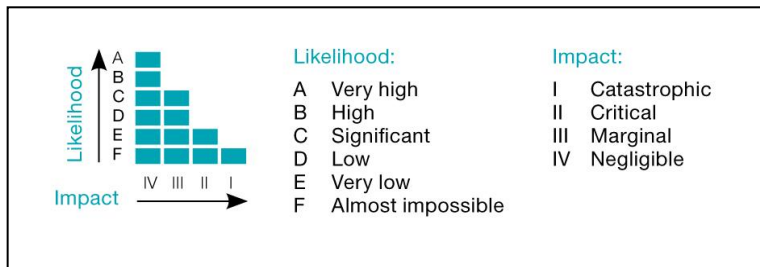 Likelihood
A
B
C
D
E
F
IV III II I
Impact
Likelihood:
A Very high
B High
C Significant
D Low
E Very low
F Almost impossible
Impact:
I Catastrophic
II Critical
III Marginal
IV Negligible